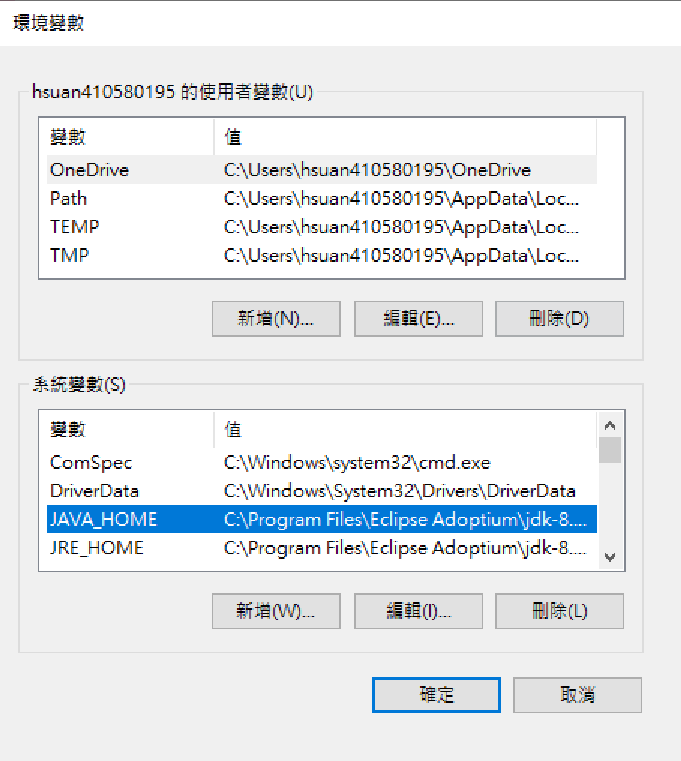 環境變數
hsuan410580195 的使用者變數(U)
變數 值
OneDrive C:\Users\hsuan410580195\OneDrive
Path C:\Users\hsuan410580195\AppData\Loc...
TEMP C:\Users\hsuan410580195\AppData\Loc...
TMP C:\Users\hsuan410580195\AppData\Loc...
新增(N)... 編輯(E)... 刪除(D)
系統變數(S)
變數 值
ComSpec C:\Windows\system32\cmd.exe
DriverData C:\Windows\System32\Drivers\DriverData
JAVA_HOME C:\Program Files\Eclipse Adoptium\jdk-8....
JRE_HOME C:\Program Files\Eclipse Adoptium\jdk-8....
新增(W)... 編輯(I)... 刪除(L)
確定 取消